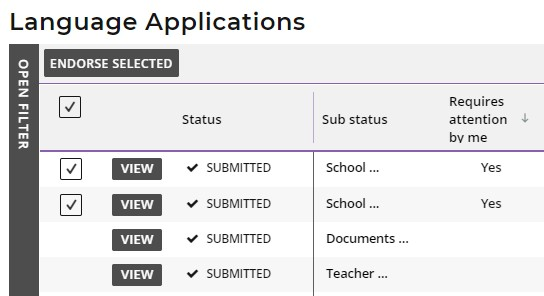 Language Applications
OPEN FILTER
ENDORSE SELECTED
Status
Sub status
Requires
attention
by me
VIEW SUBMITTED School ... Yes
VIEW SUBMITTED School ... Yes
VIEW SUBMITTED Documents ...
VIEW SUBMITTED Teacher ...